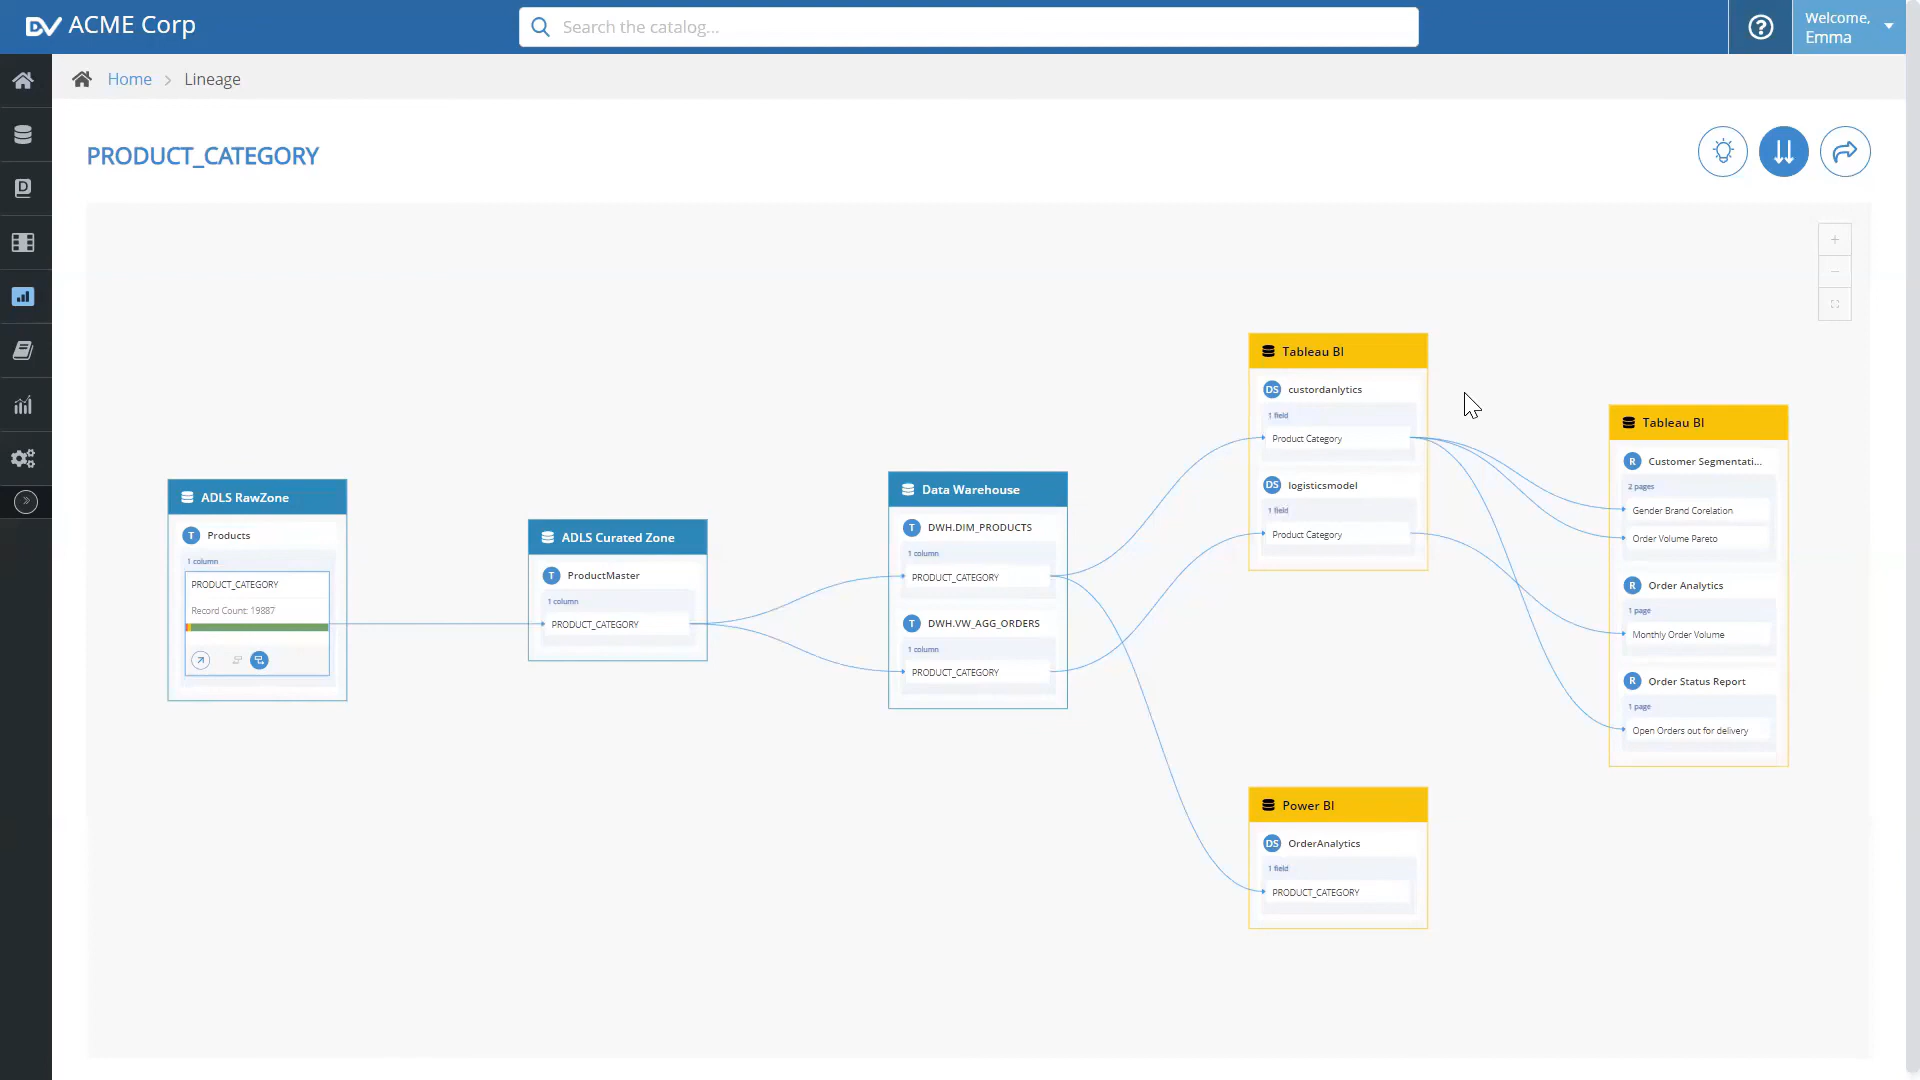 DV ACME Corp
Search the catalog...
Welcome,
Emma
Home > Lineage
PRODUCT_CATEGORY
ADLS RawZone
T Products
1 column
PRODUCT_CATEGORY
Record Count: 19887
ADLS Curated Zone
T ProductMaster
1 column
PRODUCT_CATEGORY
Data Warehouse
T DWH.DIM_PRODUCTS
1 column
PRODUCT_CATEGORY
T DWH.VW_AGG_ORDERS
1 column
PRODUCT_CATEGORY
Tableau BI
DS custordanlytics
1 field
Product Category
DS logisticsmodel
1 field
Product Category
Power BI
DS OrderAnalytics
1 field
PRODUCT_CATEGORY
Tableau BI
R Customer Segmentati...
2 pages
Gender Brand Corelation
Order Volume Pareto
R Order Analytics
1 page
Monthly Order Volume
R Order Status Report
1 page
Open Orders out for delivery